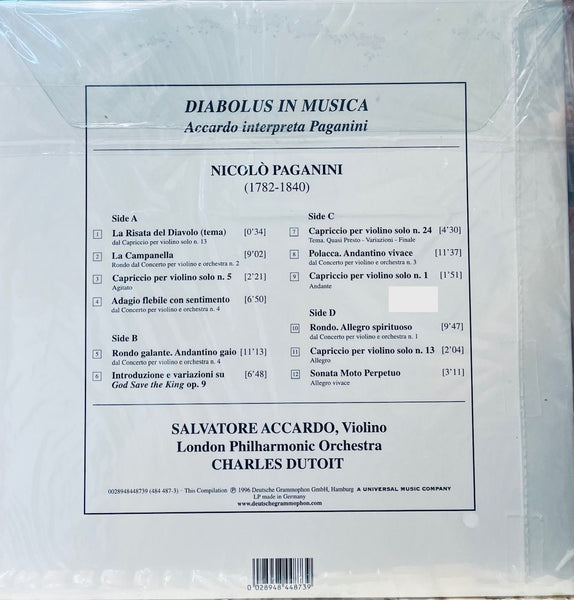 DIABOLUS IN MUSICA
Accardo interpreta Paganini
NICOLÒ PAGANINI
(1782-1840)
Side A
1 La Risata del Diavolo (tema) [0'34]
dal Capriccio per violino solo n. 13
2 La Campanella [9'02]
Rondo dal Concerto per violino e orchestra n. 2
3 Capriccio per violino solo n. 5 [2'21]
Agitato
4 Adagio flebile con sentimento [6'50]
dal Concerto per violino e orchestra n. 4
Side B
5 Rondo galante. Andantino gaio [11'13]
dal Concerto per violino e orchestra n. 4
6 Introduzione e variazioni su [6'48]
God Save the King op. 9
Side C
7 Capriccio per violino solo n. 24 [4'30]
Tema. Quasi Presto - Variazioni - Finale
8 Polacca. Andantino vivace [11'37]
dal Concerto per violino e orchestra n. 3
9 Capriccio per violino solo n. 1 [1'51]
Andante
Side D
10 Rondo. Allegro spirituoso [9'47]
dal Concerto per violino e orchestra n. 1
11 Capriccio per violino solo n. 13 [2'04]
Allegro
12 Sonata Moto Perpetuo [3'11]
Allegro vivace
SALVATORE ACCARDO, Violino
London Philharmonic Orchestra
CHARLES DUTOIT
0028948448739 (484 487-3) · This Compilation ℗ 1996 Deutsche Grammophon GmbH, Hamburg A UNIVERSAL MUSIC COMPANY
LP made in Germany
www.deutschegrammophon.com
0 028948 448739